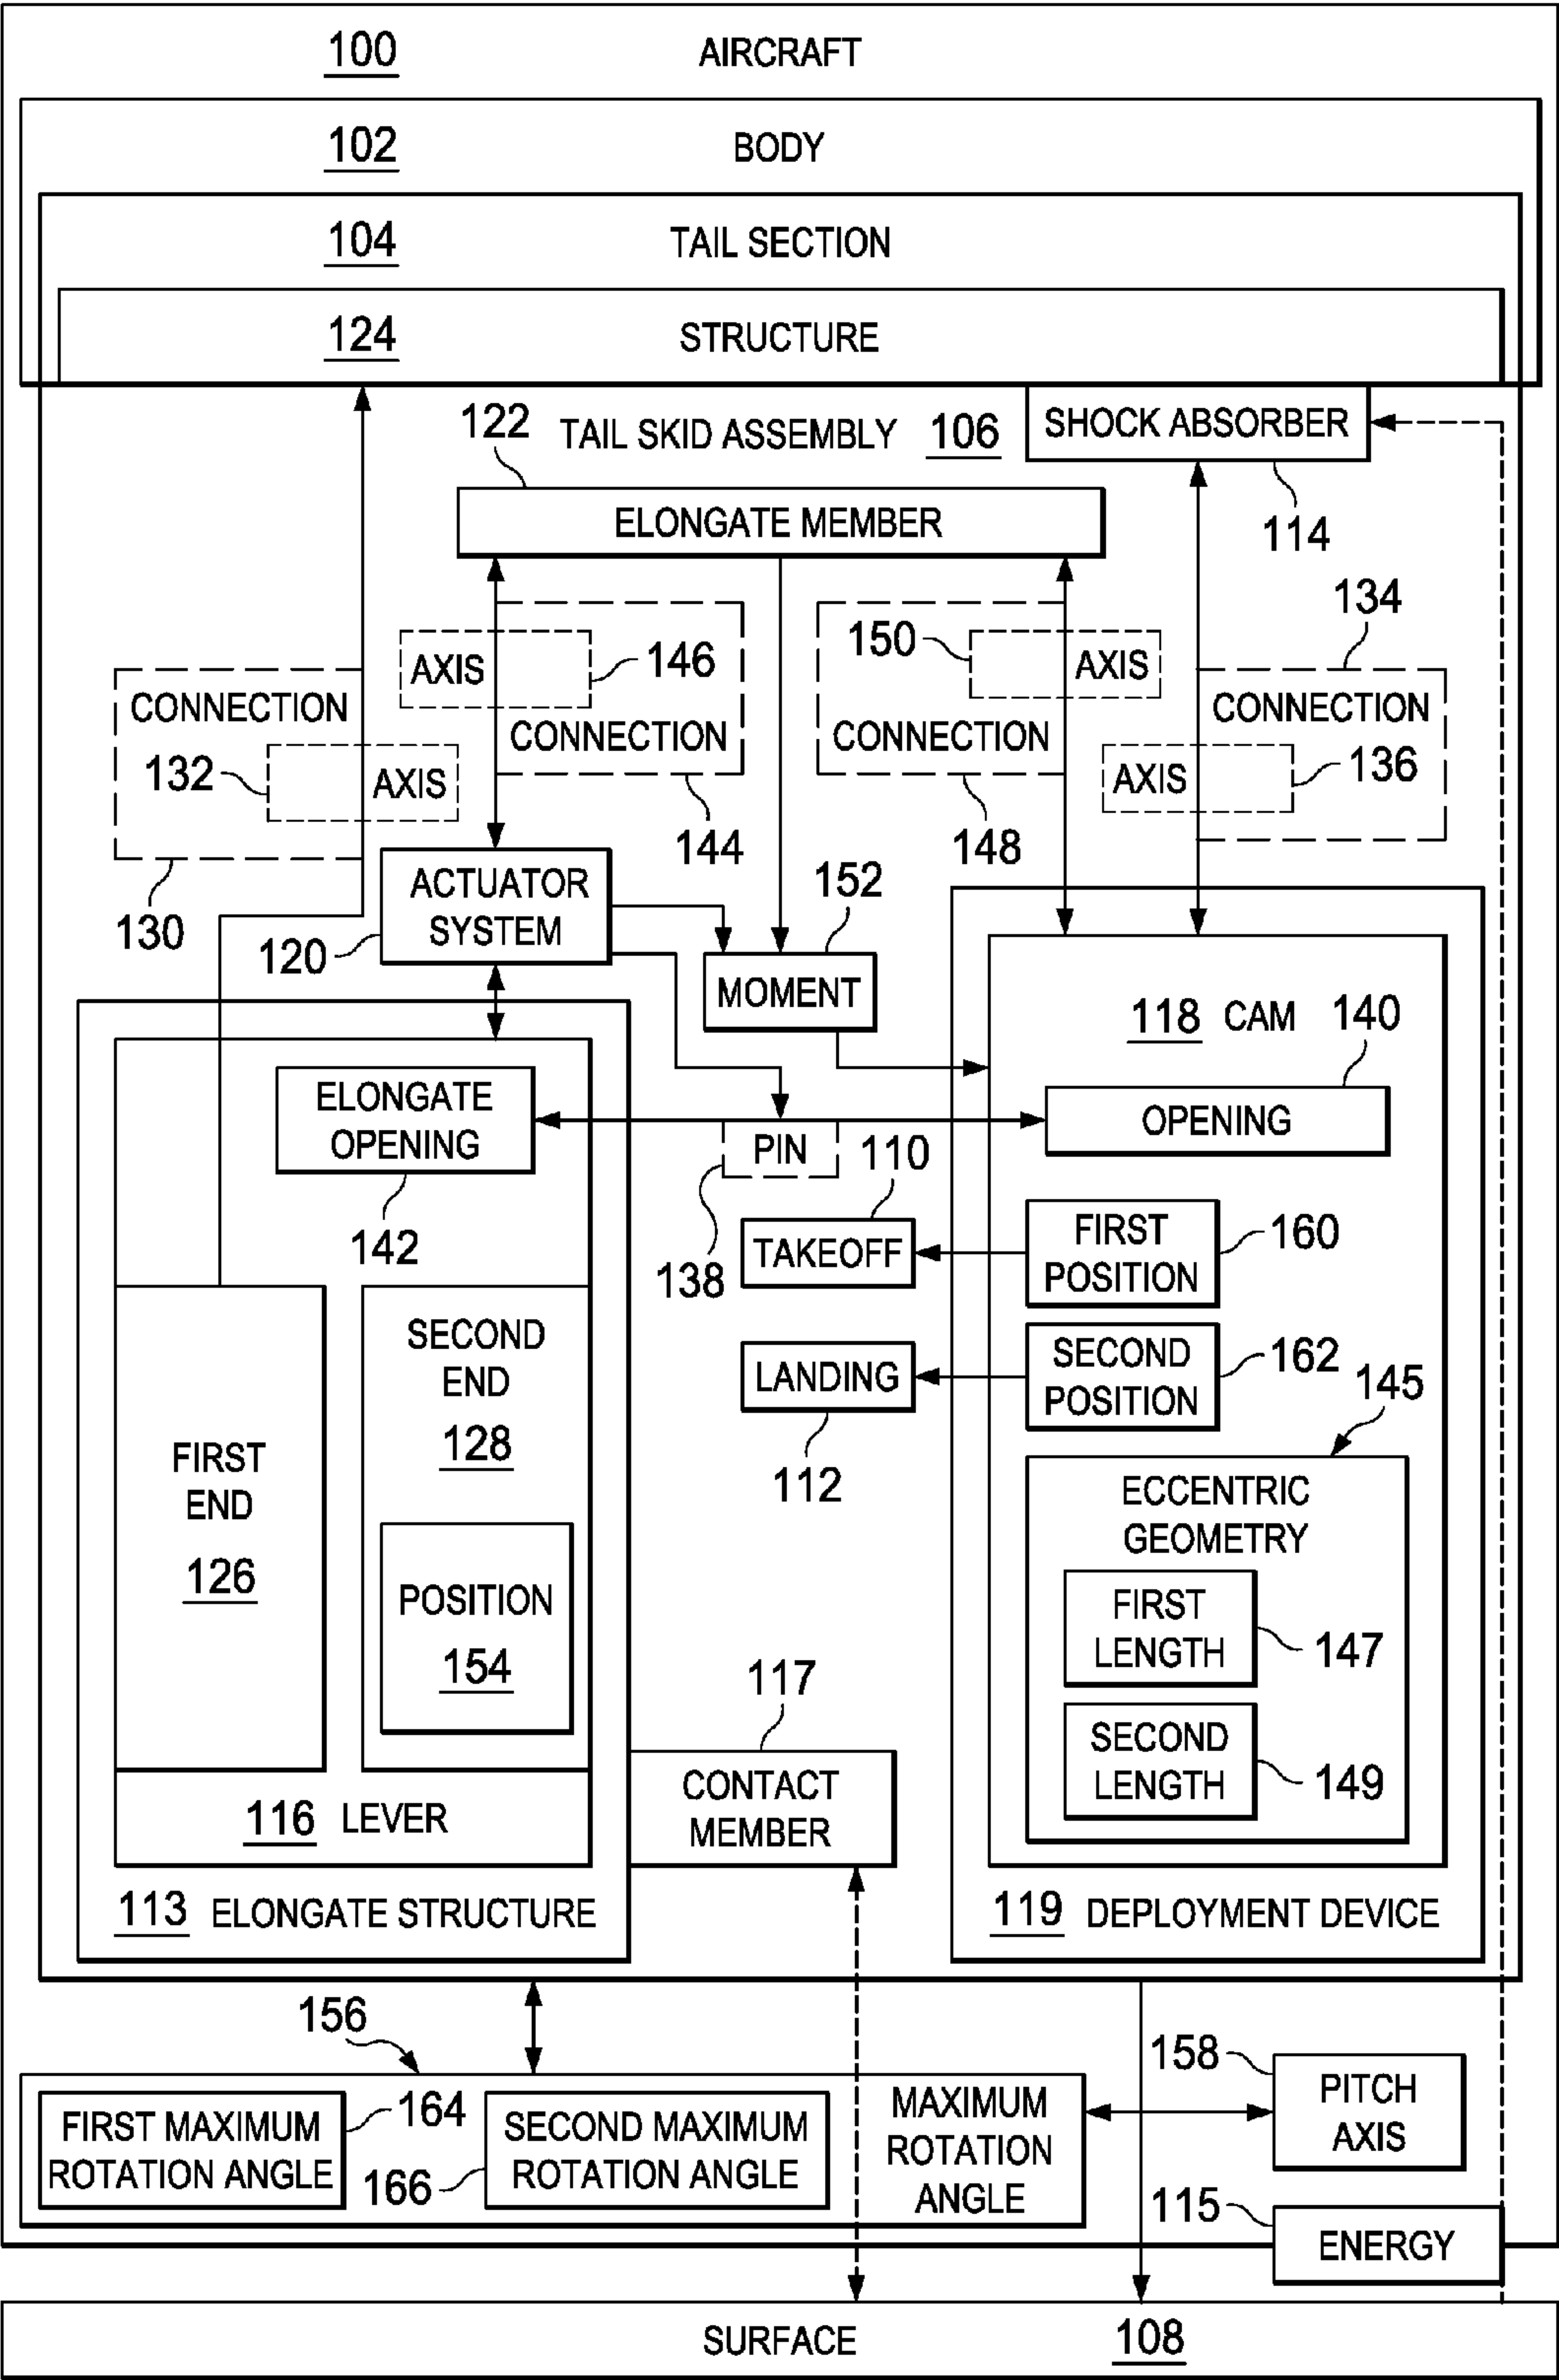 100 AIRCRAFT
102 BODY
104 TAIL SECTION
124 STRUCTURE
122 TAIL SKID ASSEMBLY 106
SHOCK ABSORBER
114
ELONGATE MEMBER
134
AXIS
146
150
AXIS
CONNECTION
CONNECTION
132
AXIS
CONNECTION
CONNECTION
AXIS
136
130
144
148
152
ACTUATOR
SYSTEM
120
MOMENT
118 CAM
140
ELONGATE
OPENING
142
PIN
138
OPENING
110
TAKEOFF
FIRST
POSITION
160
LANDING
112
SECOND
POSITION
162
145
FIRST
END
126
SECOND
END
128
POSITION
154
ECCENTRIC
GEOMETRY
FIRST
LENGTH
147
SECOND
LENGTH
149
117
CONTACT
MEMBER
116 LEVER
113 ELONGATE STRUCTURE
119 DEPLOYMENT DEVICE
156
FIRST MAXIMUM
ROTATION ANGLE
164
SECOND MAXIMUM
ROTATION ANGLE
166
MAXIMUM
ROTATION
ANGLE
158
PITCH
AXIS
115
ENERGY
SURFACE 108